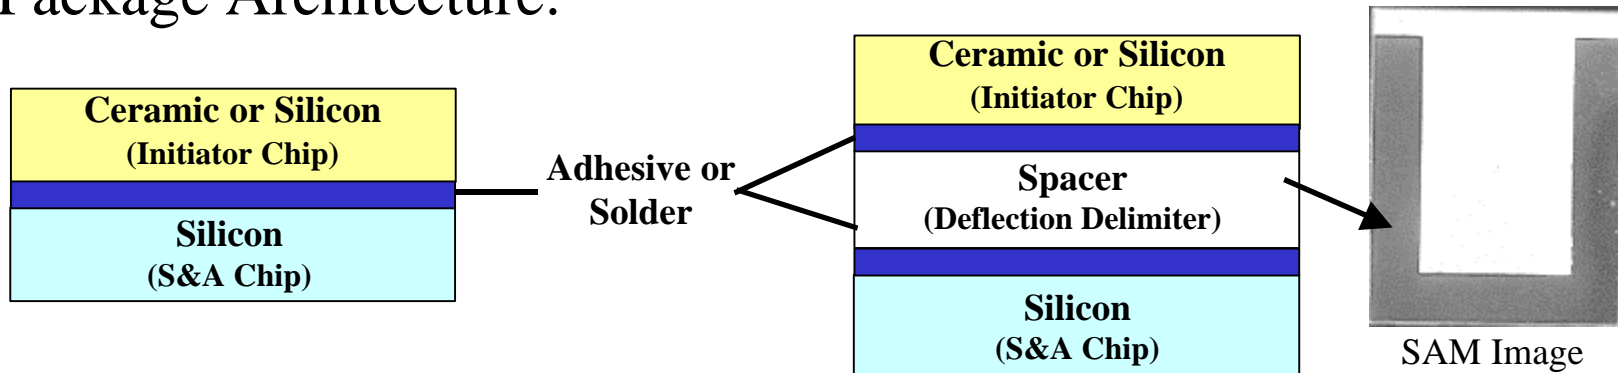 Package Architecture:
Ceramic or Silicon
(Initiator Chip)
Silicon
(S&A Chip)
Adhesive or
Solder
Ceramic or Silicon
(Initiator Chip)
Spacer
(Deflection Delimiter)
Silicon
(S&A Chip)
SAM Image